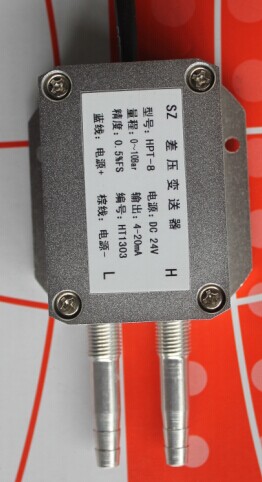 SZ 差压变送器
型号: HPT-8 电源: DC 24V
量程: 0~10Bar 输出: 4~20mA
精度: 0.5%FS 编号: HT1303
蓝线: 电源+ 棕线: 电源-
H
L